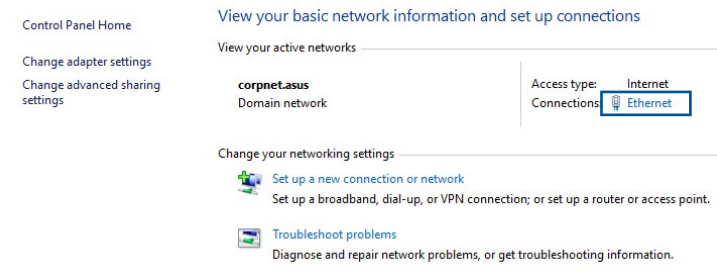 Control Panel Home
Change adapter settings
Change advanced sharing
settings
View your basic network information and set up connections
View your active networks
corpnet.asus
Domain network
Access type: Internet
Connections: Ethernet
Change your networking settings
Set up a new connection or network
Set up a broadband, dial-up, or VPN connection; or set up a router or access point.
Troubleshoot problems
Diagnose and repair network problems, or get troubleshooting information.